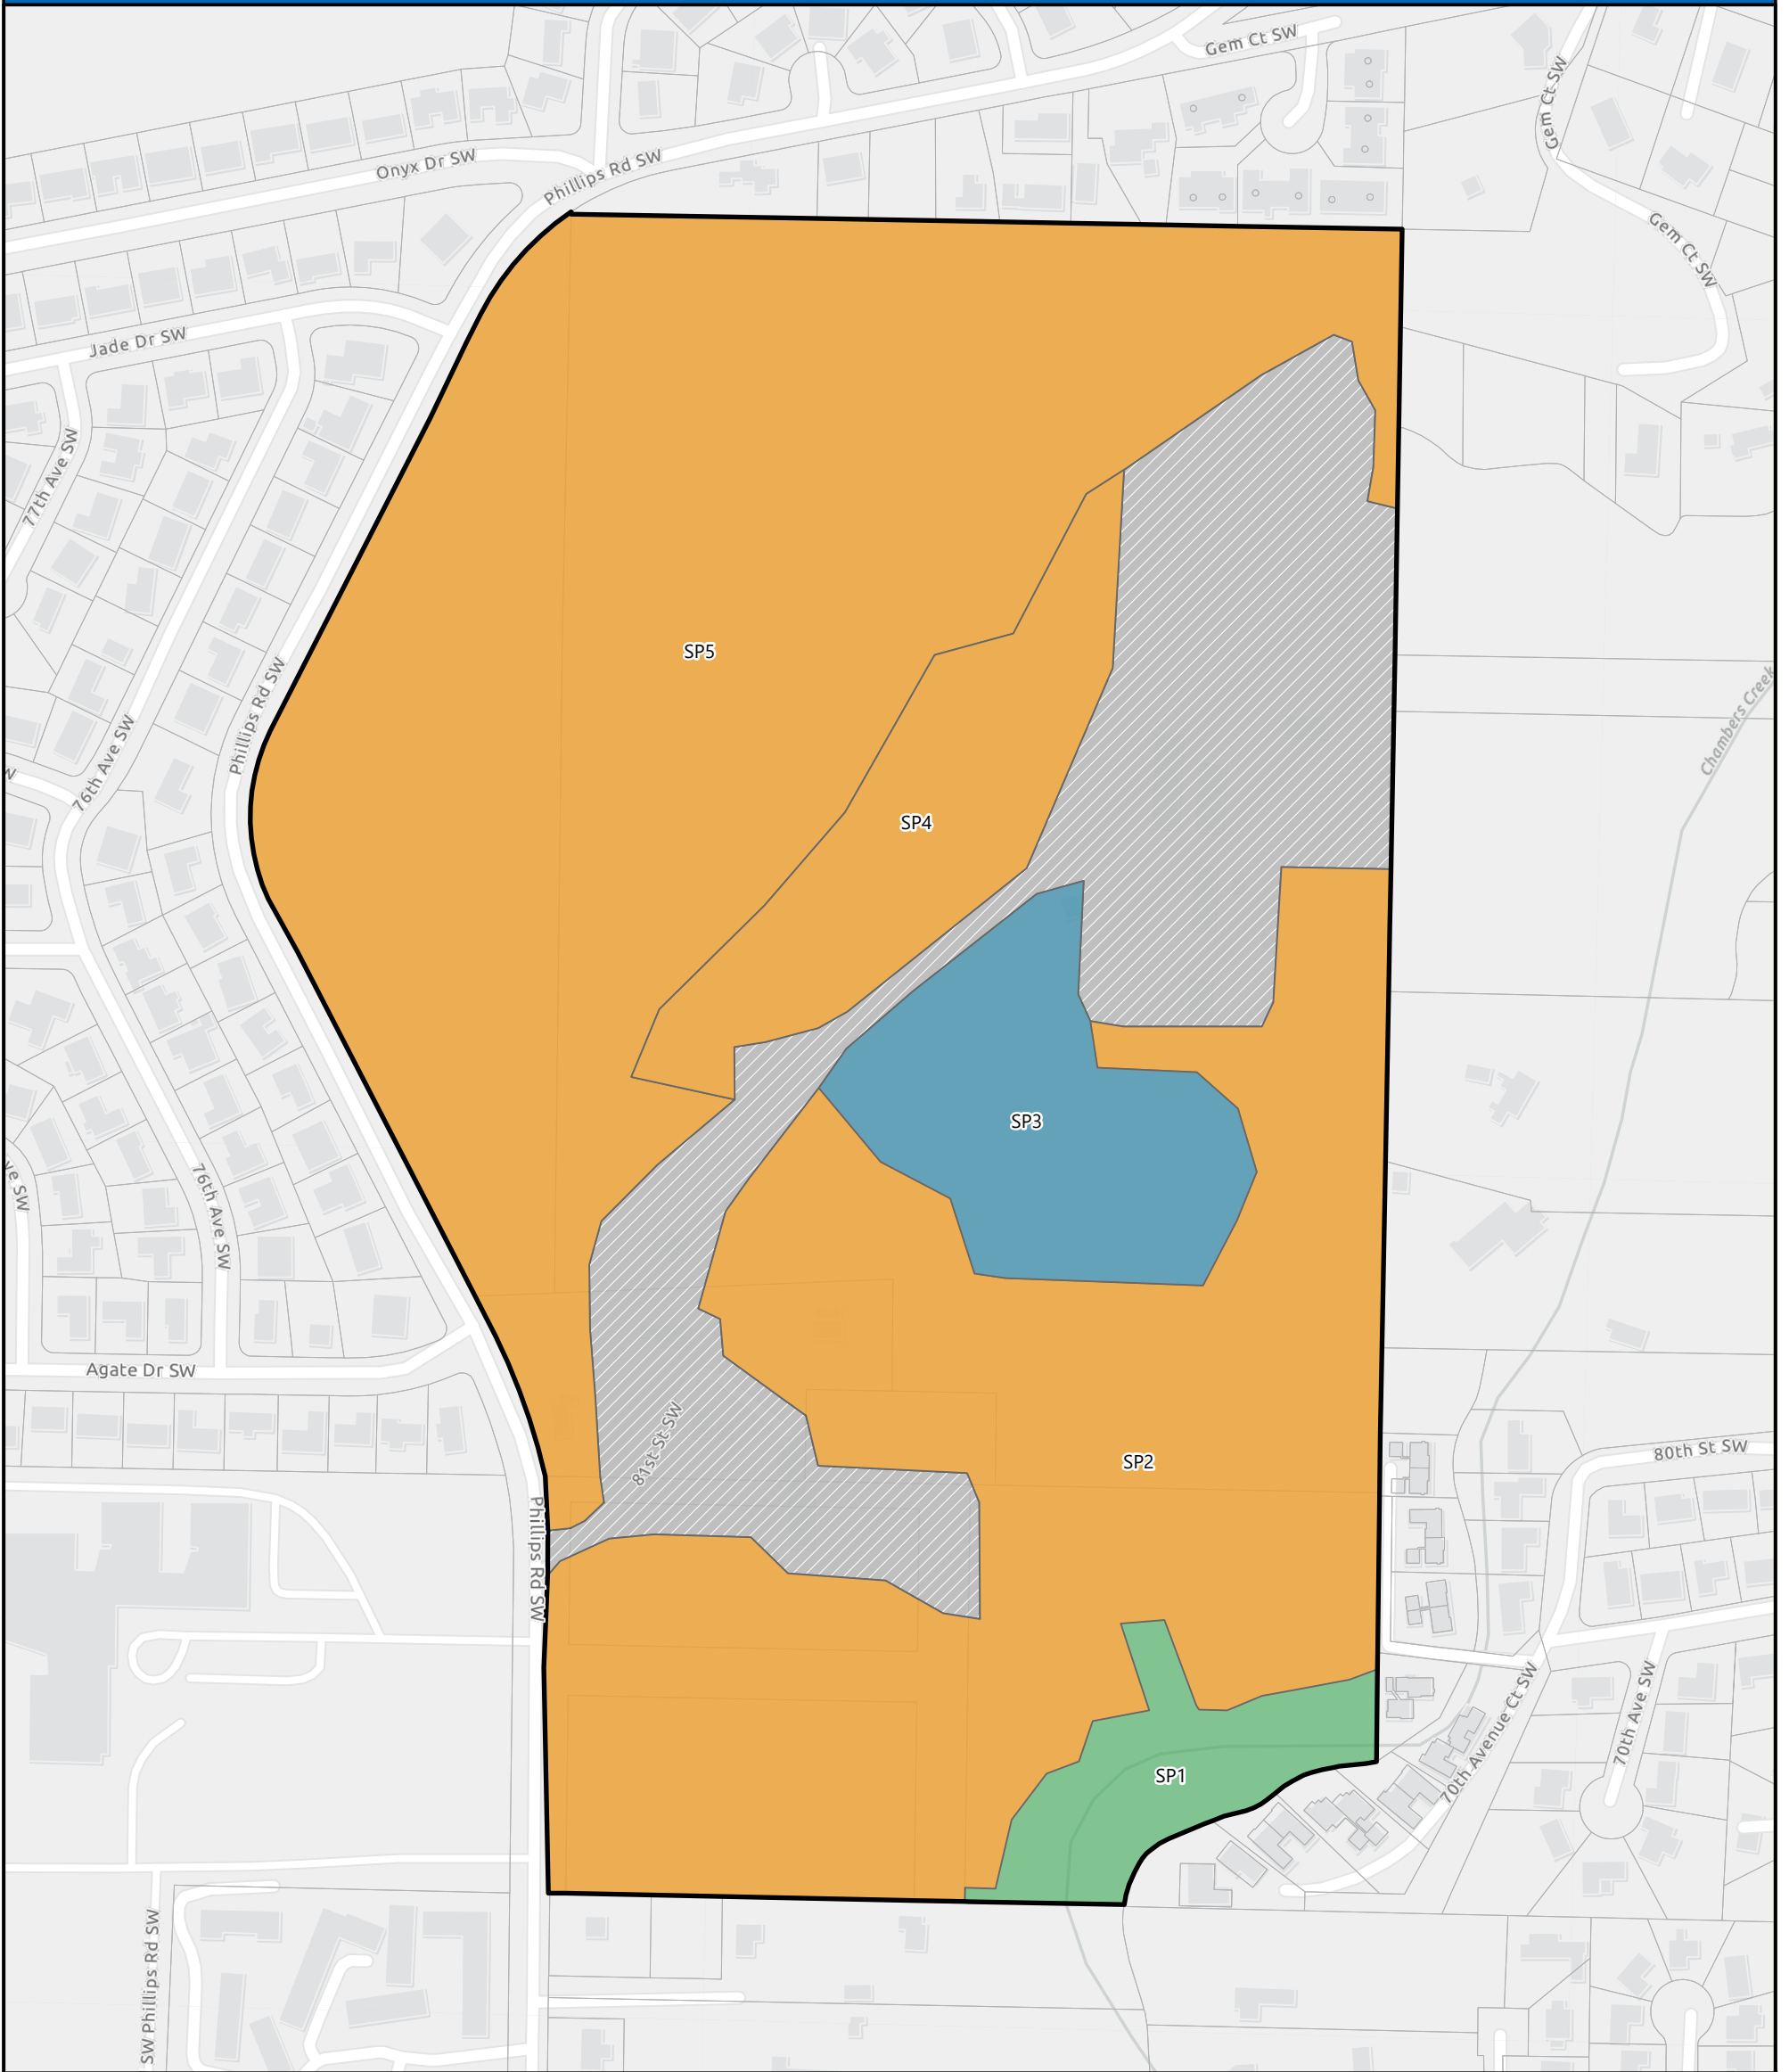 Gem Ct SW
Gem Ct SW
Onyx Dr SW
Phillips Rd SW
Gem Ct SW
Jade Dr SW
77th Ave SW
SP5
Phillips Rd SW
Chambers Creek
76th Ave SW
W
SP4
SP3
ve SW
76th Ave SW
Agate Dr SW
81st St SW
SP2
80th St SW
Phillips Rd SW
70th Avenue Ct SW
70th Ave SW
SP1
SW Phillips Rd SW